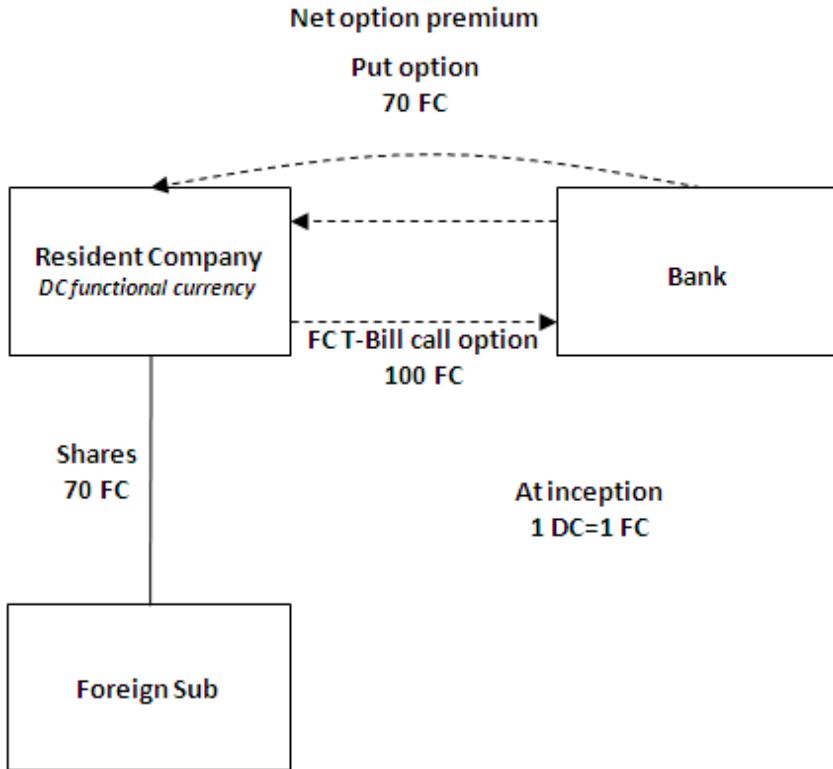 Net option premium
Put option
70 FC
Resident Company
DC functional currency
Bank
FC T-Bill call option
100 FC
Shares
70 FC
At inception
1 DC=1 FC
Foreign Sub